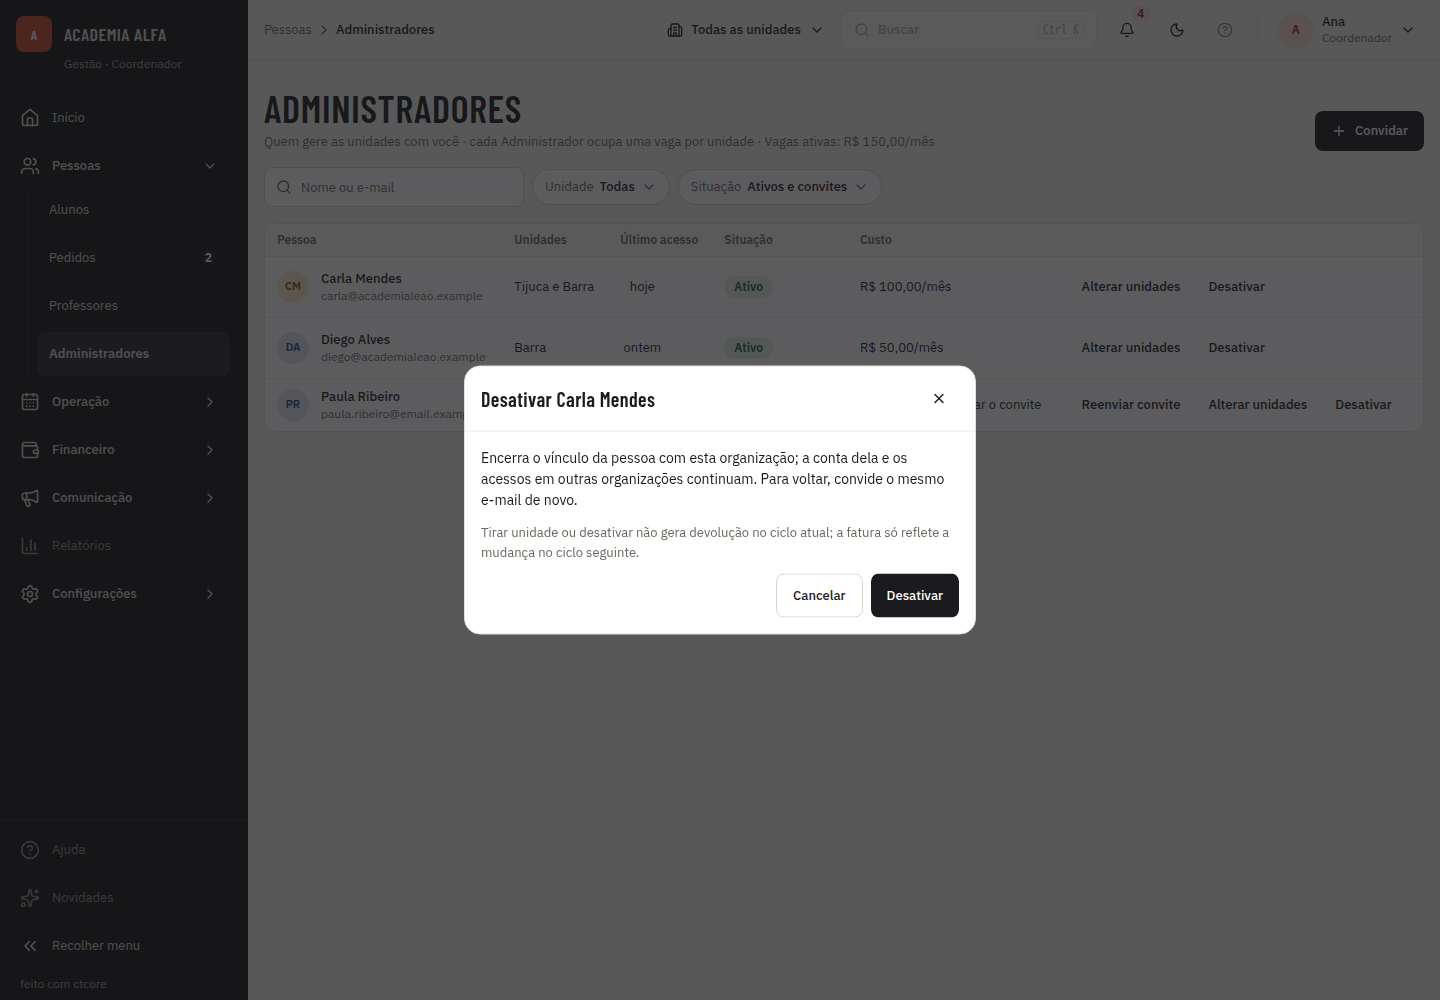 A
ACADEMIA ALFA
Gestão · Coordenador
Início
Pessoas
Alunos
Pedidos 2
Professores
Administradores
Operação
Financeiro
Comunicação
Relatórios
Configurações
Ajuda
Novidades
Recolher menu
feito com ctcore
Pessoas > Administradores
Todas as unidades
Buscar Ctrl K
4
A
Ana
Coordenador
ADMINISTRADORES
Quem gere as unidades com você · cada Administrador ocupa uma vaga por unidade · Vagas ativas: R$ 150,00/mês
Convidar
Nome ou e-mail
Unidade Todas
Situação Ativos e convites
Pessoa Unidades Último acesso Situação Custo
CM Carla Mendes
carla@academialeao.example
Tijuca e Barra hoje Ativo R$ 100,00/mês Alterar unidades Desativar
DA Diego Alves
diego@academialeao.example
Barra ontem Ativo R$ 50,00/mês Alterar unidades Desativar
PR Paula Ribeiro
paula.ribeiro@email.examp
ar o convite Reenviar convite Alterar unidades Desativar
Desativar Carla Mendes
Encerra o vínculo da pessoa com esta organização; a conta dela e os
acessos em outras organizações continuam. Para voltar, convide o mesmo
e-mail de novo.
Tirar unidade ou desativar não gera devolução no ciclo atual; a fatura só reflete a
mudança no ciclo seguinte.
Cancelar
Desativar